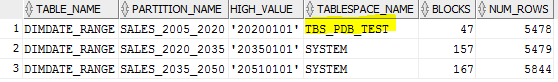 TABLE_NAME PARTITION_NAME HIGH_VALUE TABLESPACE_NAME BLOCKS NUM_ROWS
1 DIMDATE_RANGE SALES_2005_2020 '20200101' TBS_PDB_TEST 47 5478
2 DIMDATE_RANGE SALES_2020_2035 '20350101' SYSTEM 157 5479
3 DIMDATE_RANGE SALES_2035_2050 '20510101' SYSTEM 167 5844